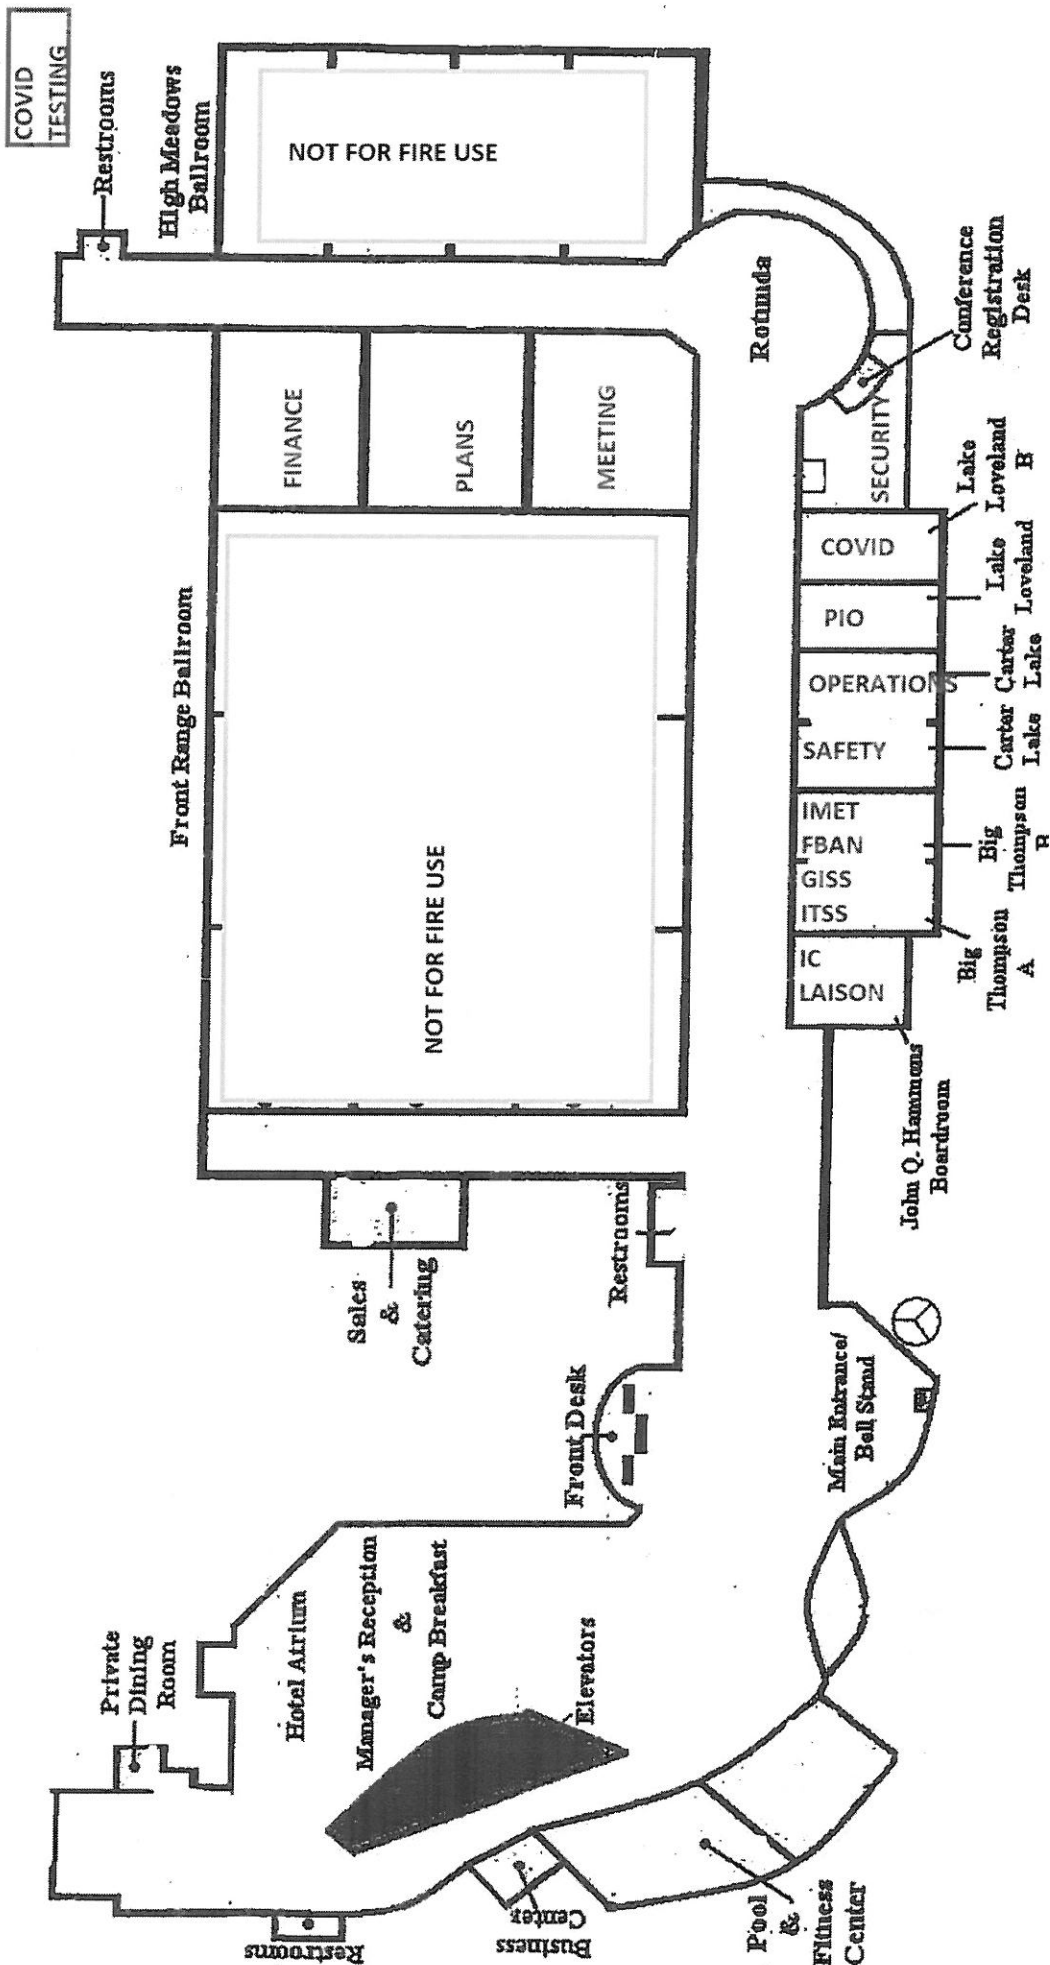 COVID
TESTING
Restrooms
High Meadows
Ballroom
NOT FOR FIRE USE
Rotunda
Conference
Registration
Desk
FINANCE
PLANS
MEETING
SECURITY
Front Range Ballroom
NOT FOR FIRE USE
COVID
PIO
OPERATIONS
SAFETY
IMET
FBAN
GISS
ITSS
IC
LAISON
Lake
Loveland
B
Lake
Loveland
Carter
Lake
Carter
Lake
Big
Thompson
B
Big
Thompson
A
John Q. Hammons
Boardroom
Sales
&
Catering
Restrooms
Front Desk
Main Entrance/
Bell Stand
Private
Dining
Room
Hotel Atrium
Manager's Reception
&
Comp Breakfast
Elevators
Restrooms
Business
Center
Pool
&
Fitness
Center